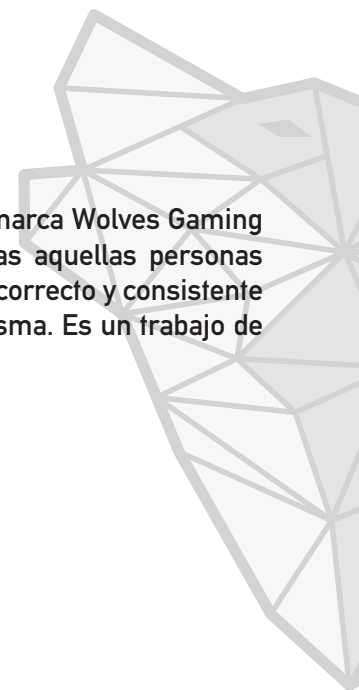 marca Wolves Gaming
as aquellas personas
correcto y consistente
sma. Es un trabajo de